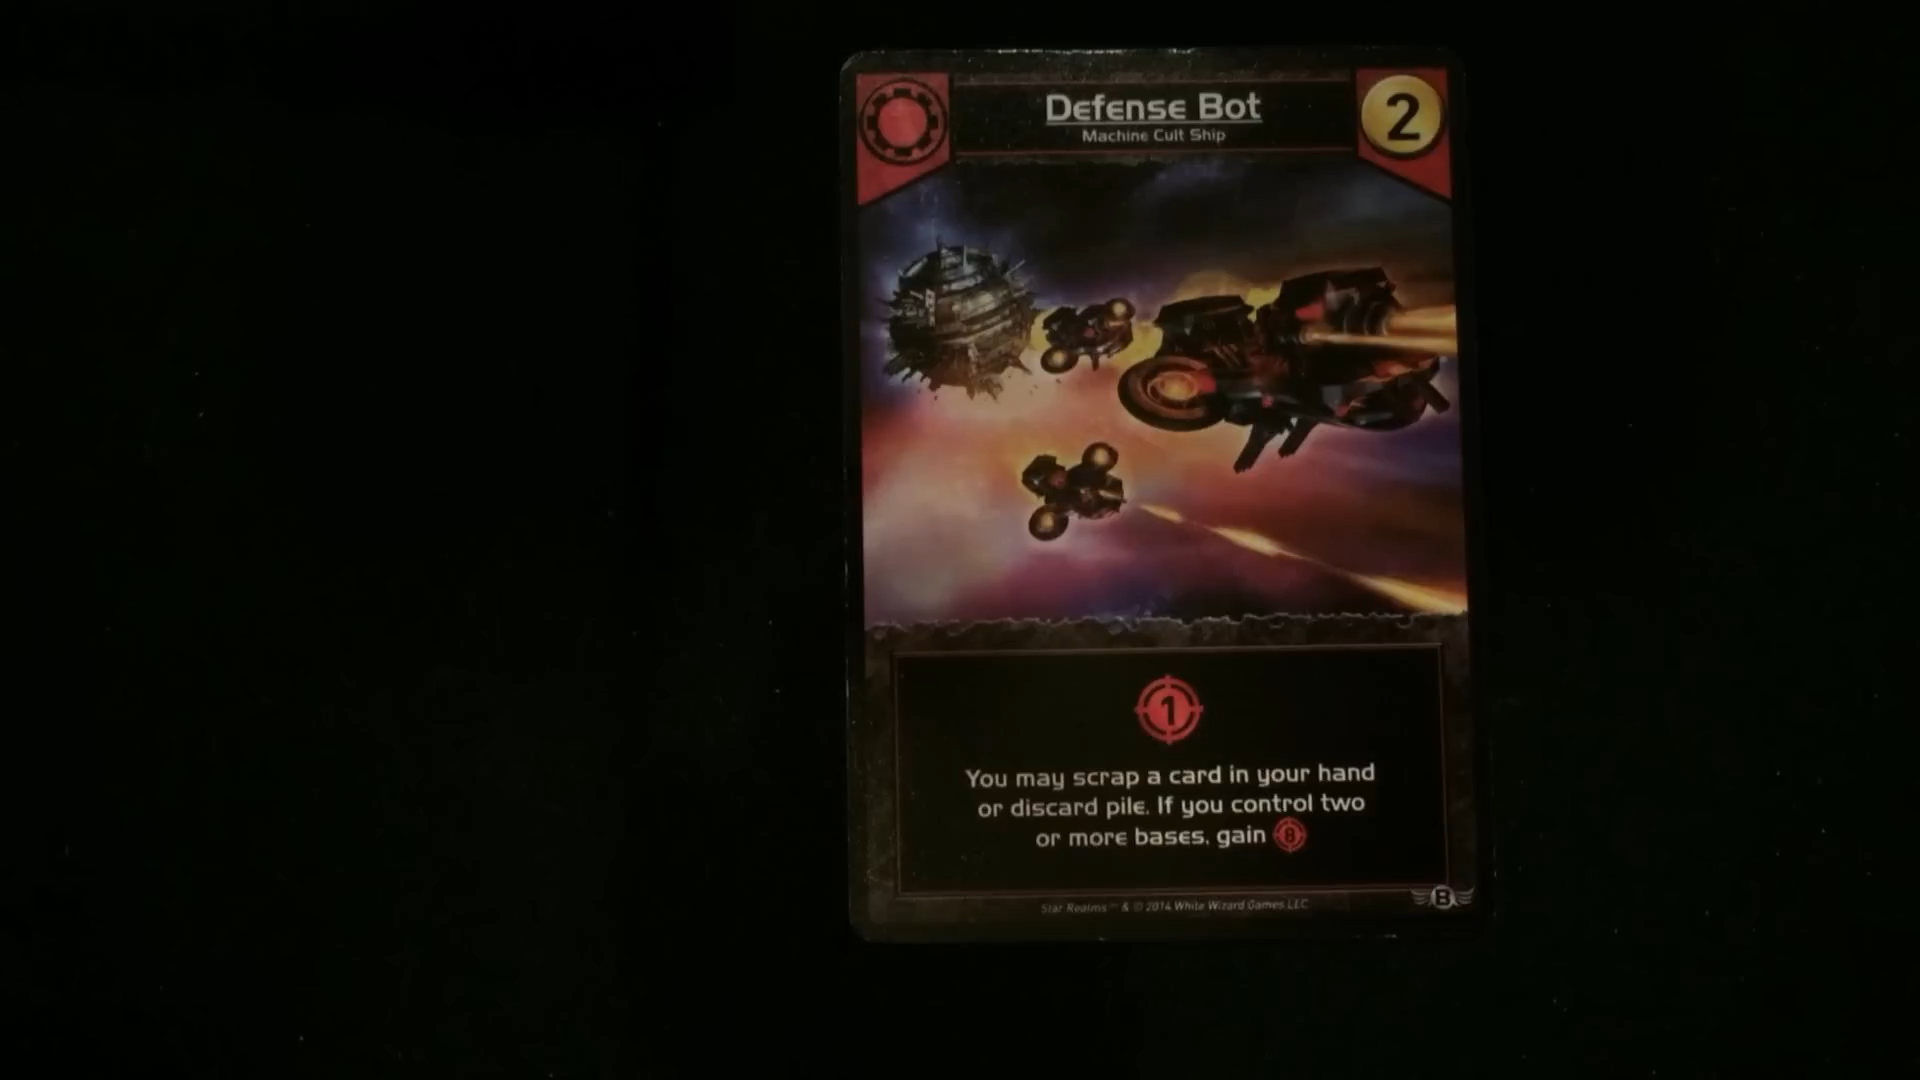 Defense Bot
2
Machine Cult Ship
1
You may scrap a card in your hand
or discard pile. If you control two
or more bases, gain 8
Star Realms™ & © 2014 White Wizard Games LLC
B